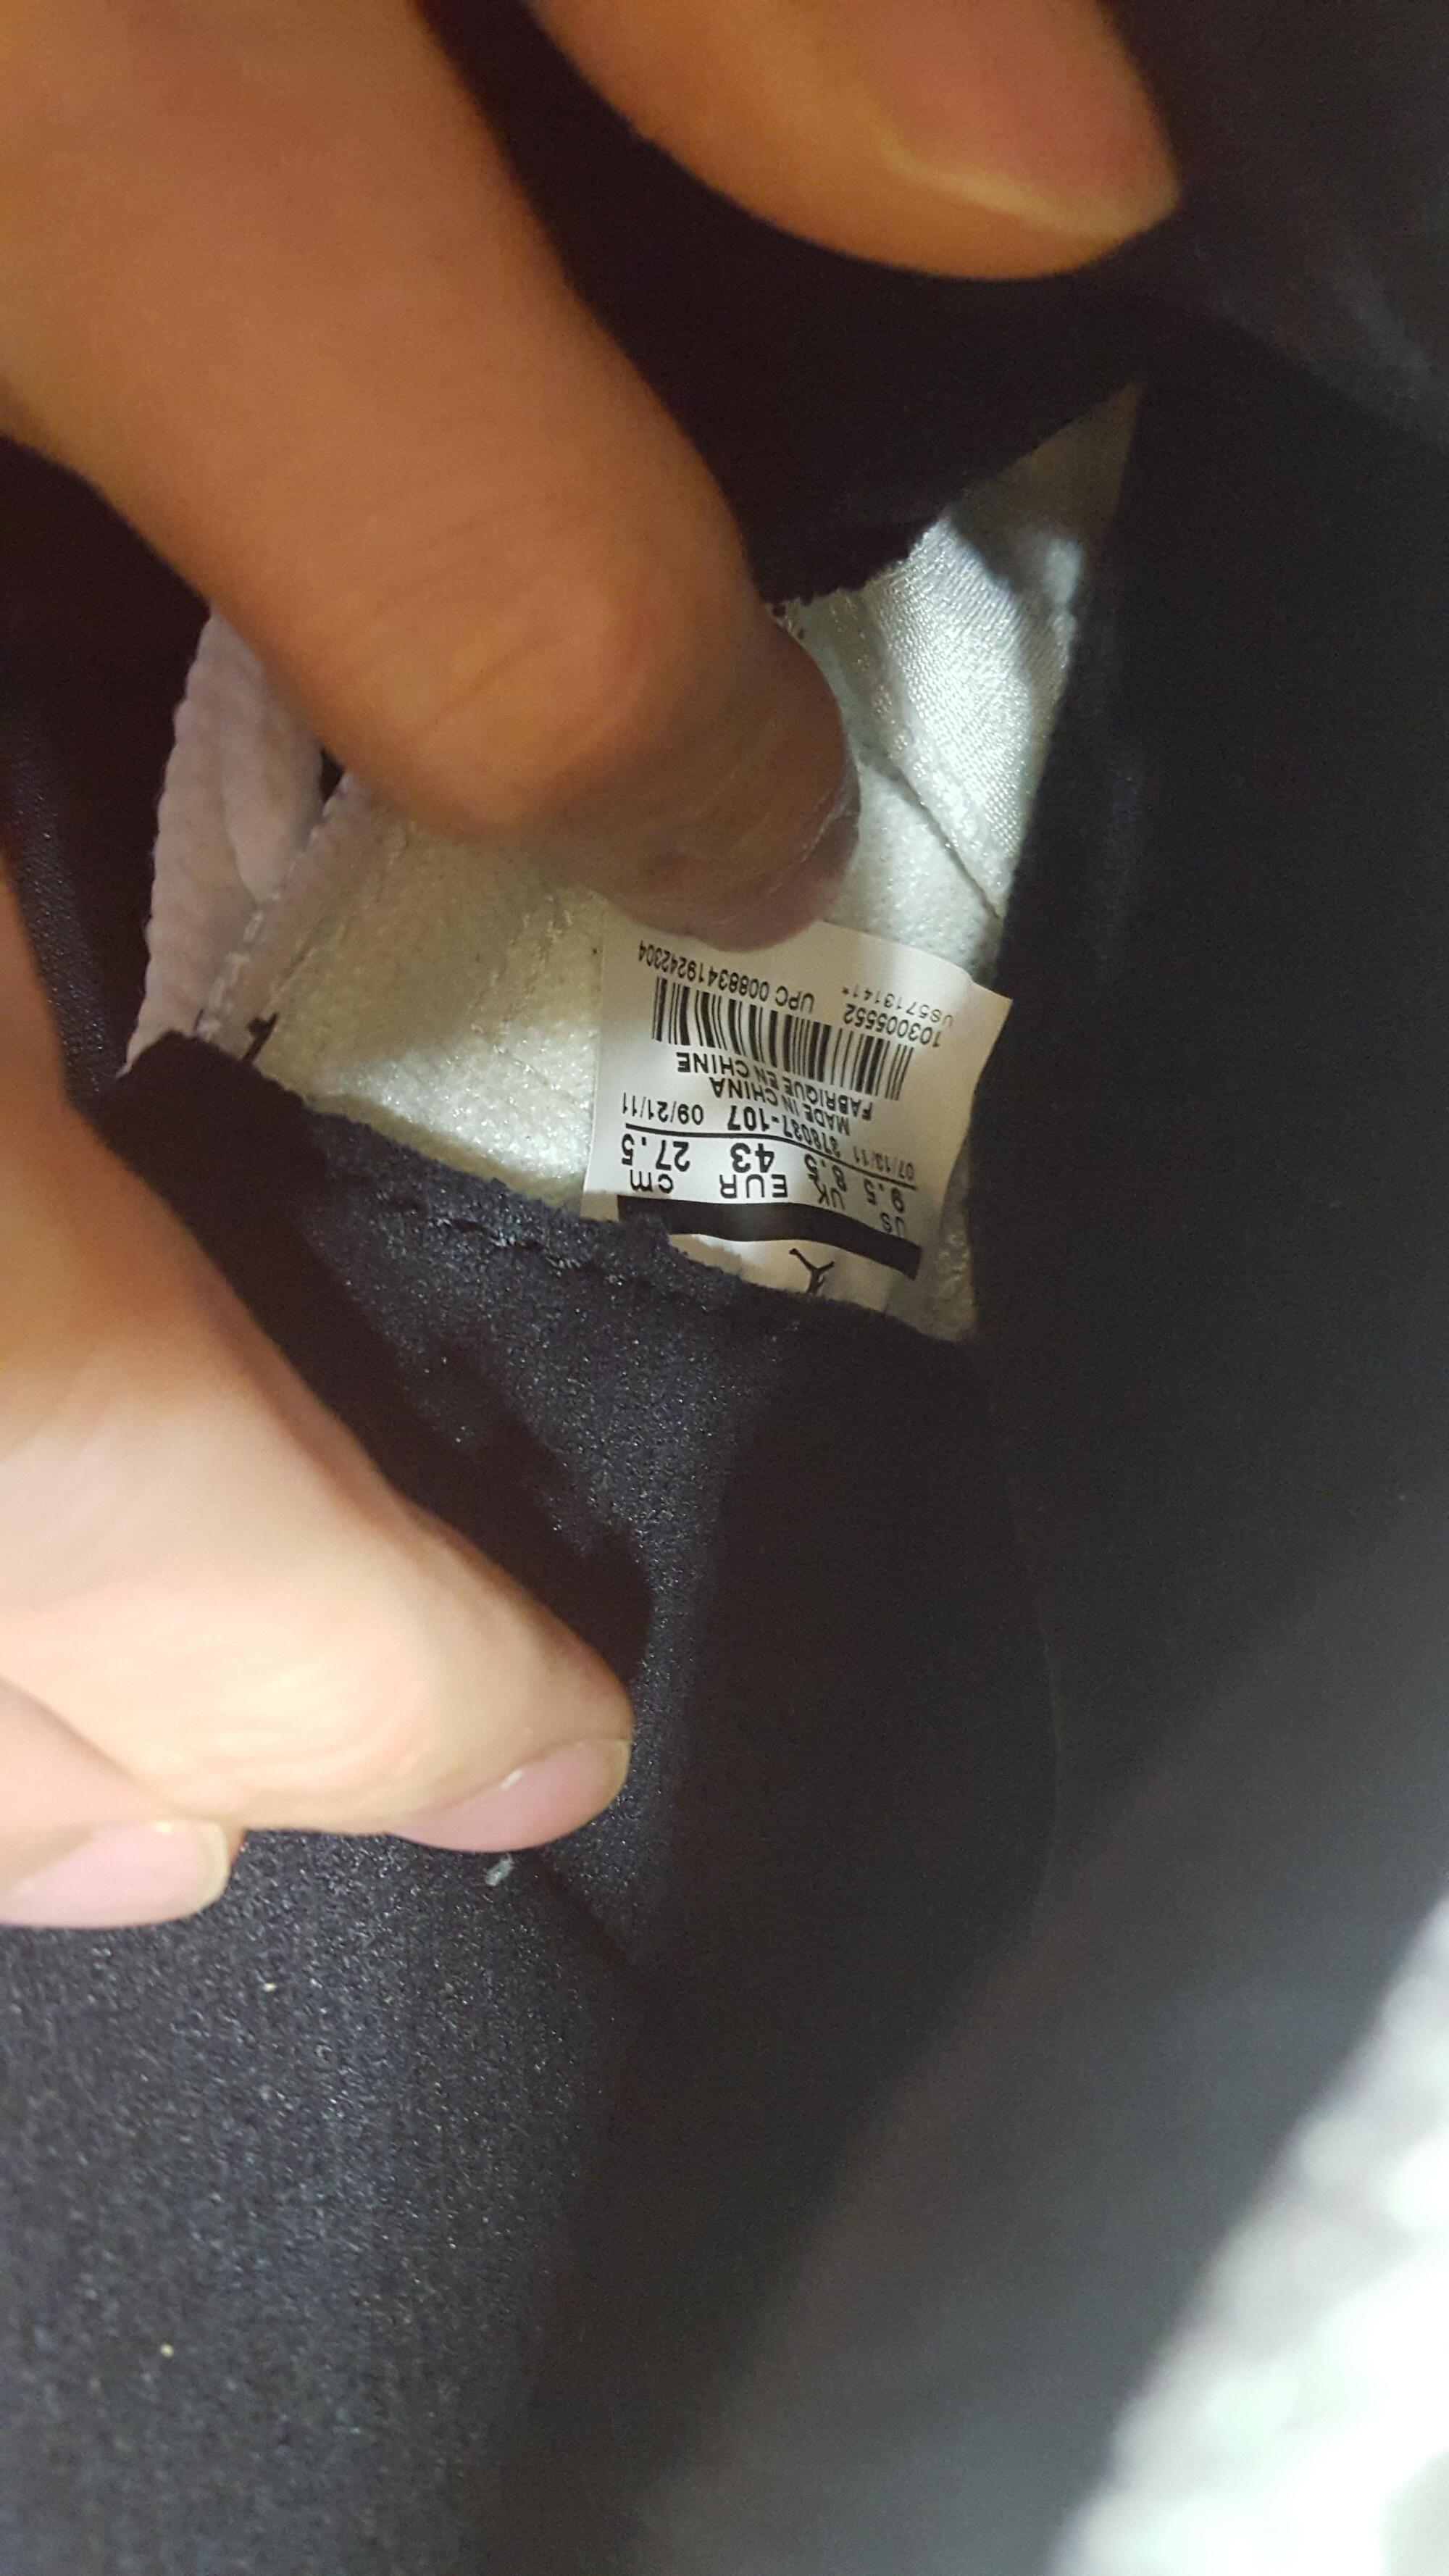 US UK EUR cm
9.5 8.5 43 27.5
07/13/11 378037-107 09/21/11
MADE IN CHINA
FABRIQUE EN CHINE
103005552
US5713141* UPC 00883419242304